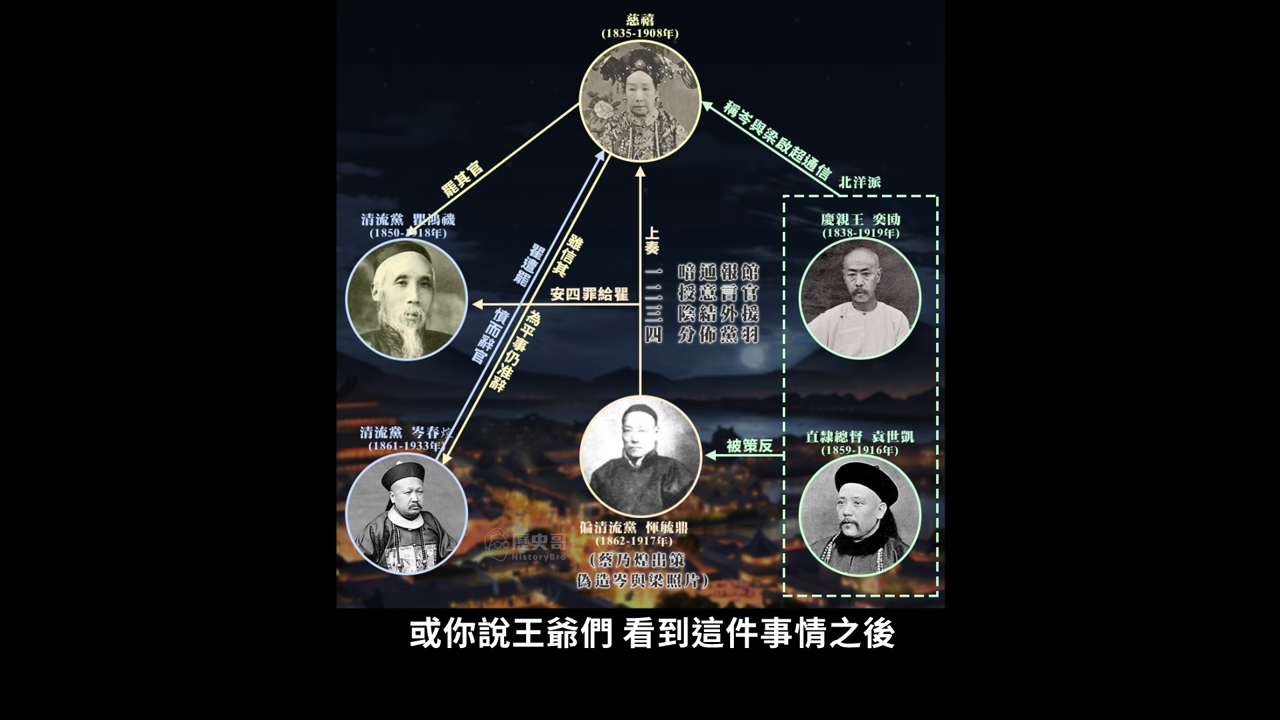 慈禧
(1835-1908年)
稱岑與梁啟超通信
北洋派
罷其官
清流黨 瞿鴻禨
(1850-1918年)
慶親王 奕劻
(1838-1919年)
瞿遭罷 憤而辭官
雖信其 為平事仍准辭
上奏
一 暗通報館
二 授意言官
三 陰結外援
四 分佈黨羽
安四罪給瞿
清流黨 岑春煊
(1861-1933年)
被策反
直隸總督 袁世凱
(1859-1916年)
偏清流黨 惲毓鼎
(1862-1917年)
(蔡乃煌出策
偽造岑與梁照片)
歷史哥
HistoryBro
或你說王爺們 看到這件事情之後